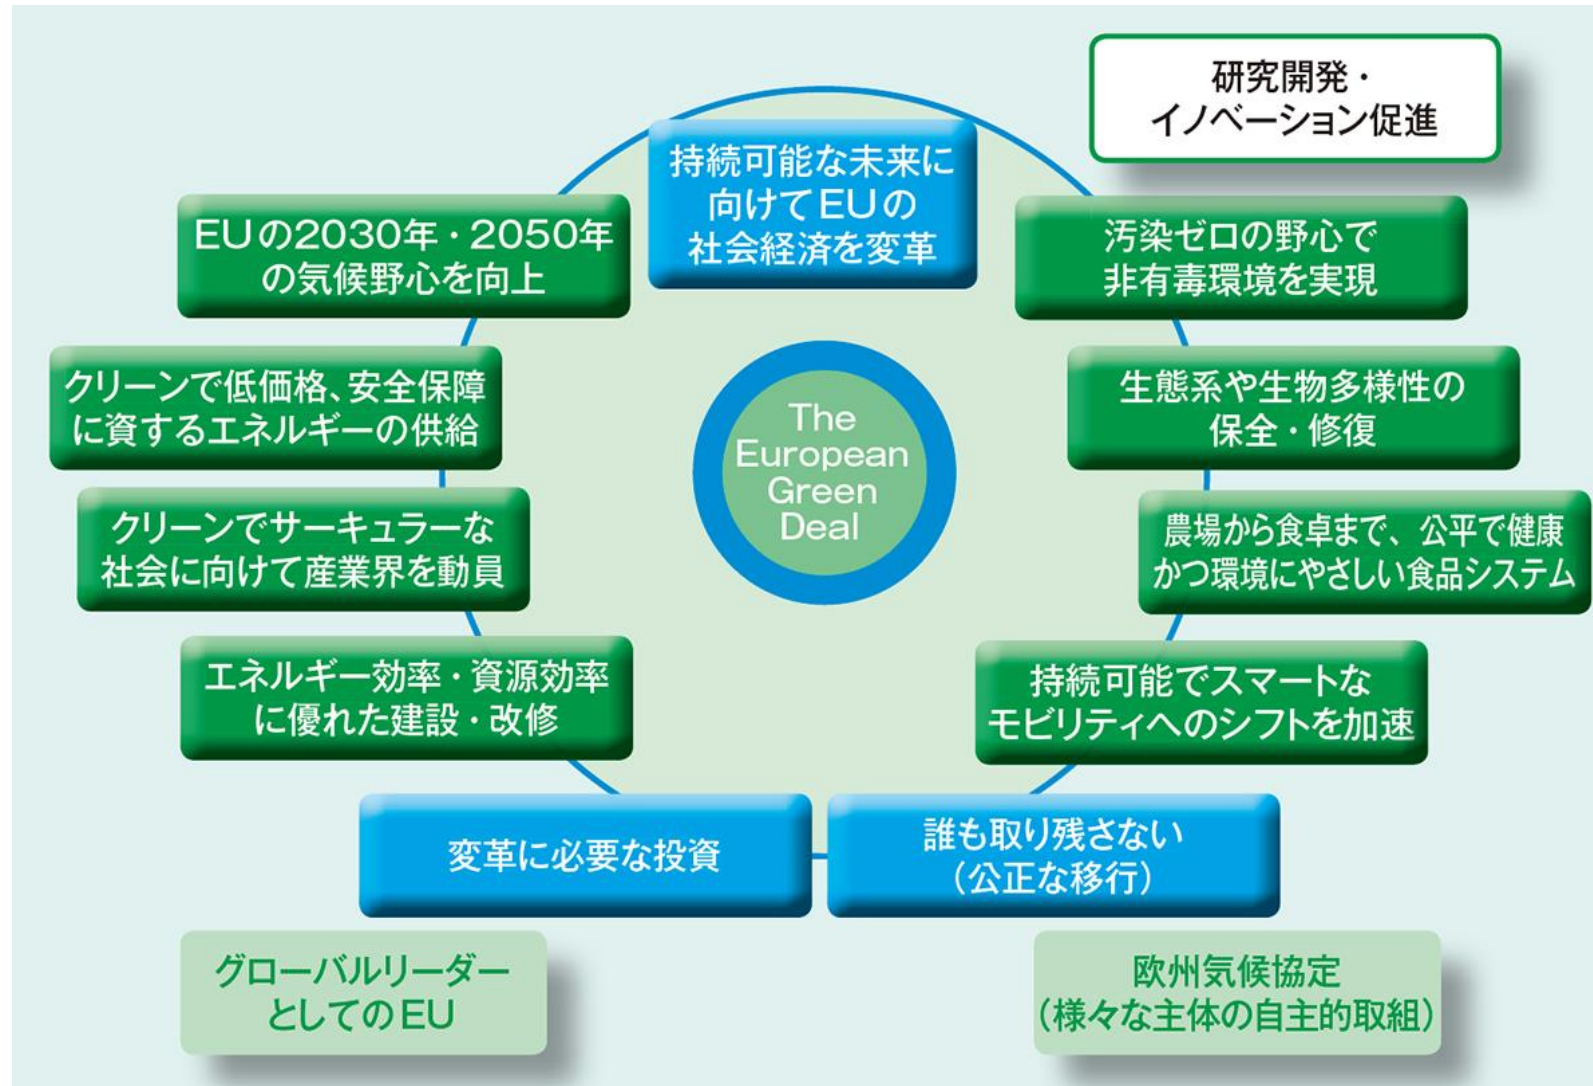 研究開発・
イノベーション促進
持続可能な未来に
向けてEUの
社会経済を変革
EUの2030年・2050年
の気候野心を向上
汚染ゼロの野心で
非有毒環境を実現
クリーンで低価格、安全保障
に資するエネルギーの供給
生態系や生物多様性の
保全・修復
The
European
Green
Deal
クリーンでサーキュラーな
社会に向けて産業界を動員
農場から食卓まで、公平で健康
かつ環境にやさしい食品システム
エネルギー効率・資源効率
に優れた建設・改修
持続可能でスマートな
モビリティへのシフトを加速
変革に必要な投資
誰も取り残さない
(公正な移行)
グローバルリーダー
としてのEU
欧州気候協定
(様々な主体の自主的取組)